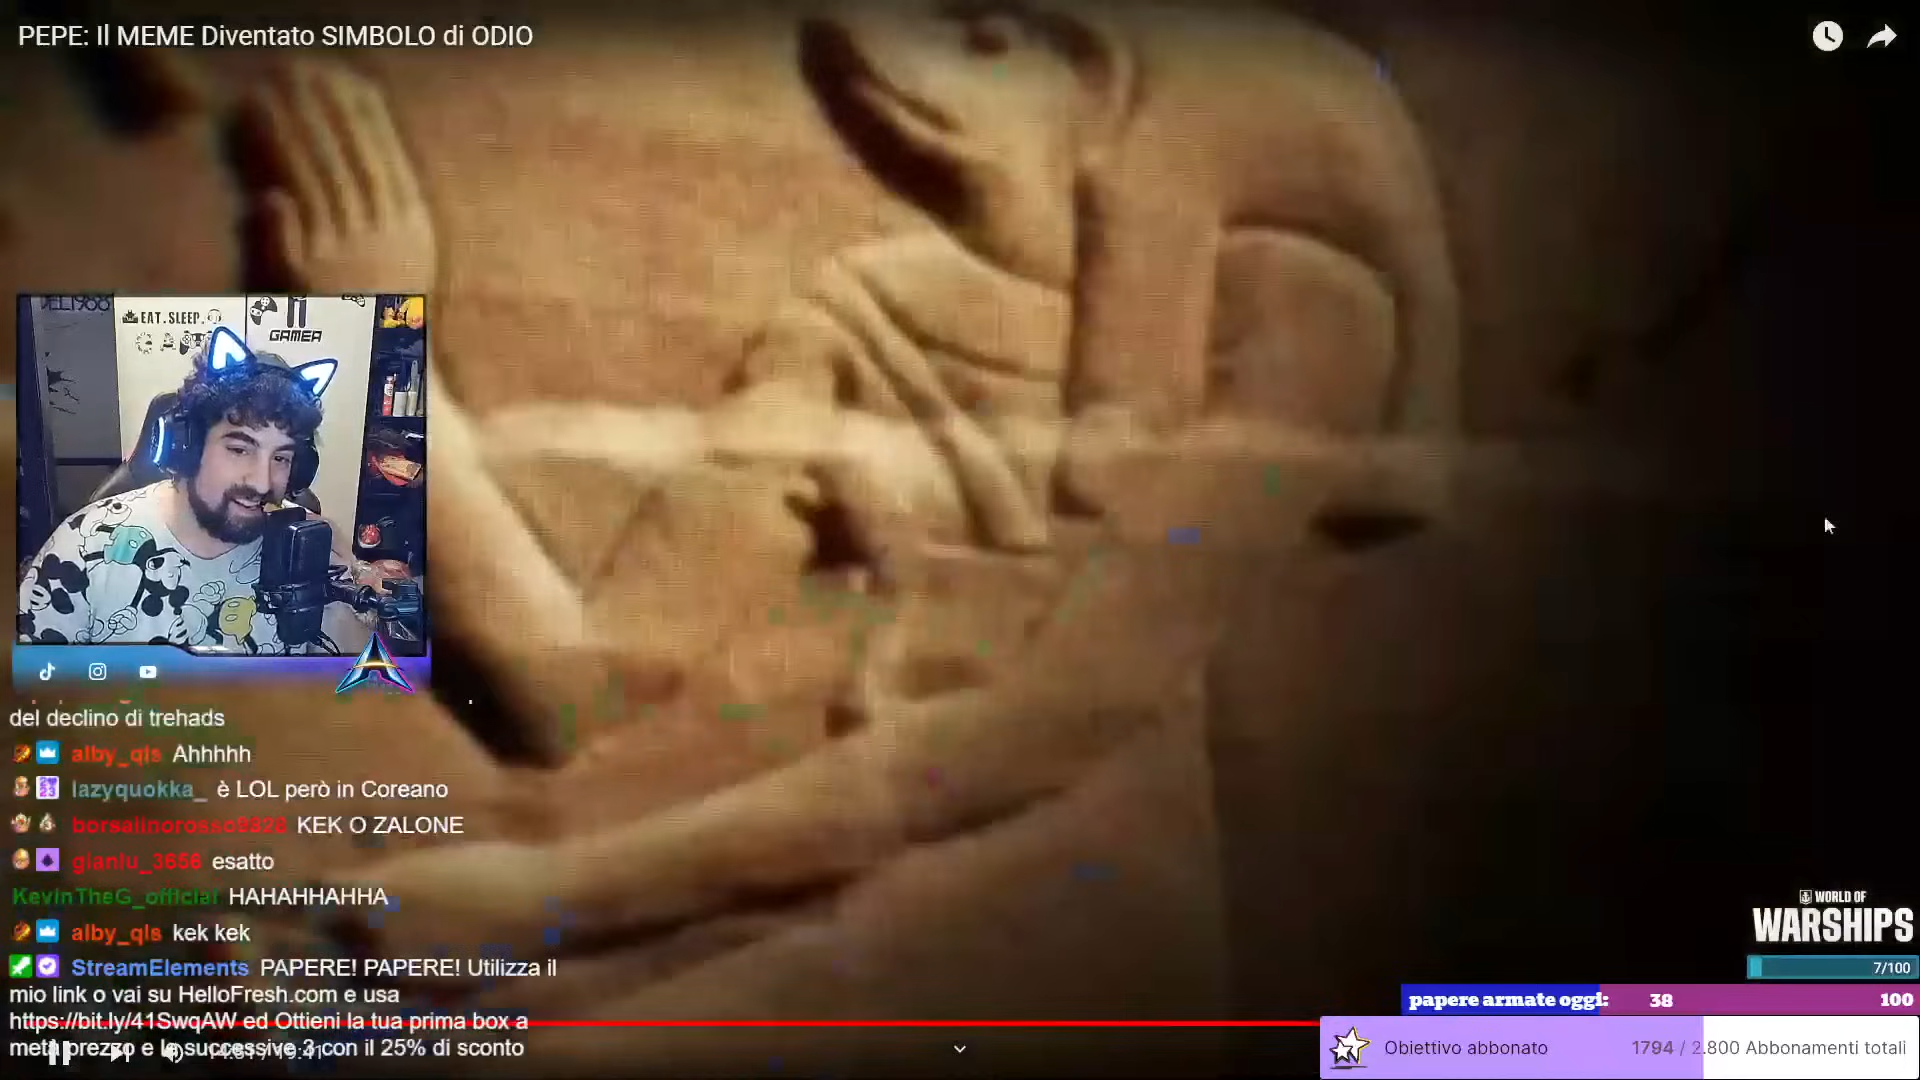 PEPE: Il MEME Diventato SIMBOLO di ODIO
EAT.SLEEP.
GAMER
del declino di trehads
alby_qls Ahhhhh
lazyquokka_ è LOL però in Coreano
borsalinorosso9828 KEK O ZALONE
gianlu_3656 esatto
KevinTheG_official HAHAHHAHHA
alby_qls kek kek
StreamElements PAPERE! PAPERE! Utilizza il
mio link o vai su HelloFresh.com e usa
https://bit.ly/41SwqAW ed Ottieni la tua prima box a
metà prezzo e le successive 3 con il 25% di sconto
WORLD OF
WARSHIPS
7/100
papere armate oggi: 38 100
Obiettivo abbonato 1794 / 2.800 Abbonamenti totali